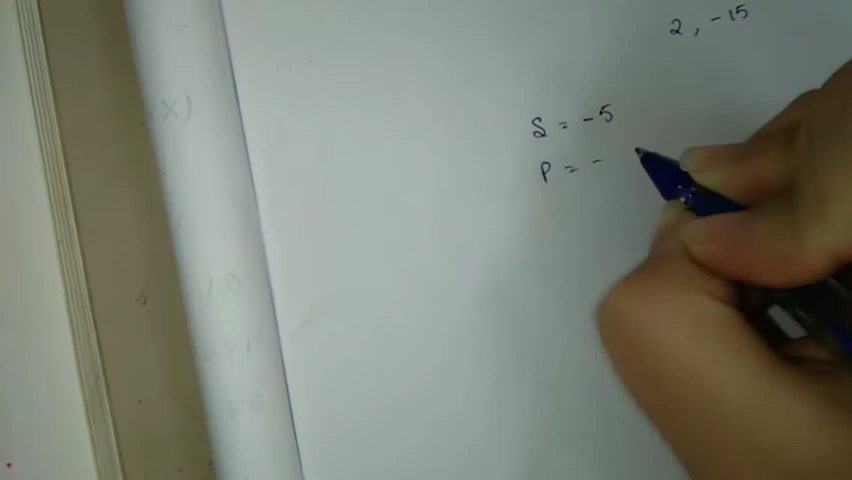 2, -15
S = -5
P = -